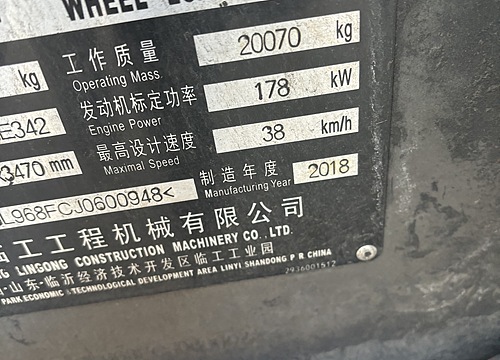 WHEEL
kg 工作质量 20070 kg
Operating Mass
E342 发动机标定功率 178 kW
Engine Power
3470 mm 最高设计速度 38 km/h
Maximal Speed
L968FCJ0600948< 制造年度 2018
Manufacturing Year
临工工程机械有限公司
LINGONG CONSTRUCTION MACHINERY CO., LTD.
山东·临沂经济技术开发区临工工业园
PARK ECONOMIC & TECHNOLOGICAL DEVELOPMENT AREA LINYI SHANDONG P R CHINA
2936001512